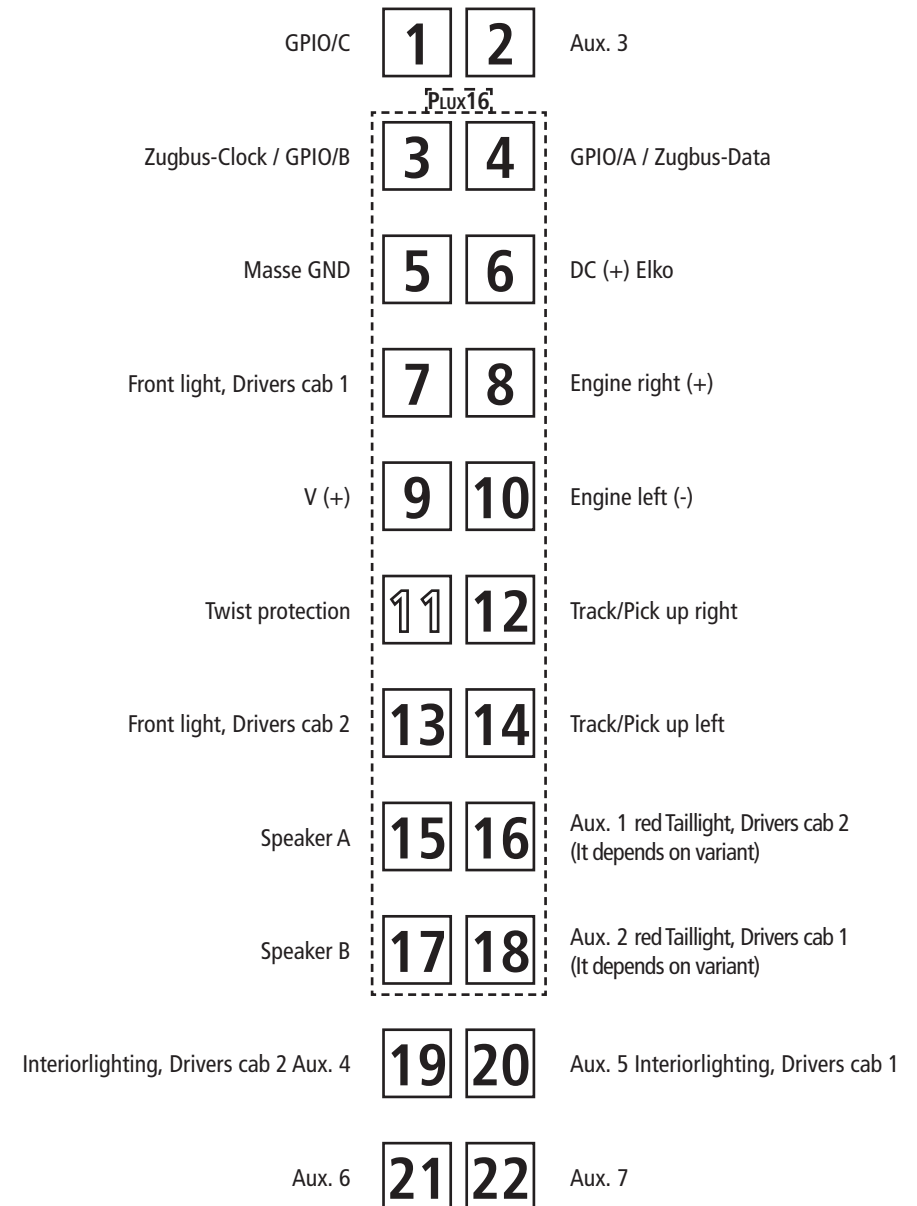 GPIO/C 1 2 Aux. 3
PLUX16
Zugbus-Clock / GPIO/B 3 4 GPIO/A / Zugbus-Data
Masse GND 5 6 DC (+) Elko
Front light, Drivers cab 1 7 8 Engine right (+)
V (+) 9 10 Engine left (-)
Twist protection 11 12 Track/Pick up right
Front light, Drivers cab 2 13 14 Track/Pick up left
Speaker A 15 16 Aux. 1 red Taillight, Drivers cab 2
(It depends on variant)
Speaker B 17 18 Aux. 2 red Taillight, Drivers cab 1
(It depends on variant)
Interiorlighting, Drivers cab 2 Aux. 4 19 20 Aux. 5 Interiorlighting, Drivers cab 1
Aux. 6 21 22 Aux. 7